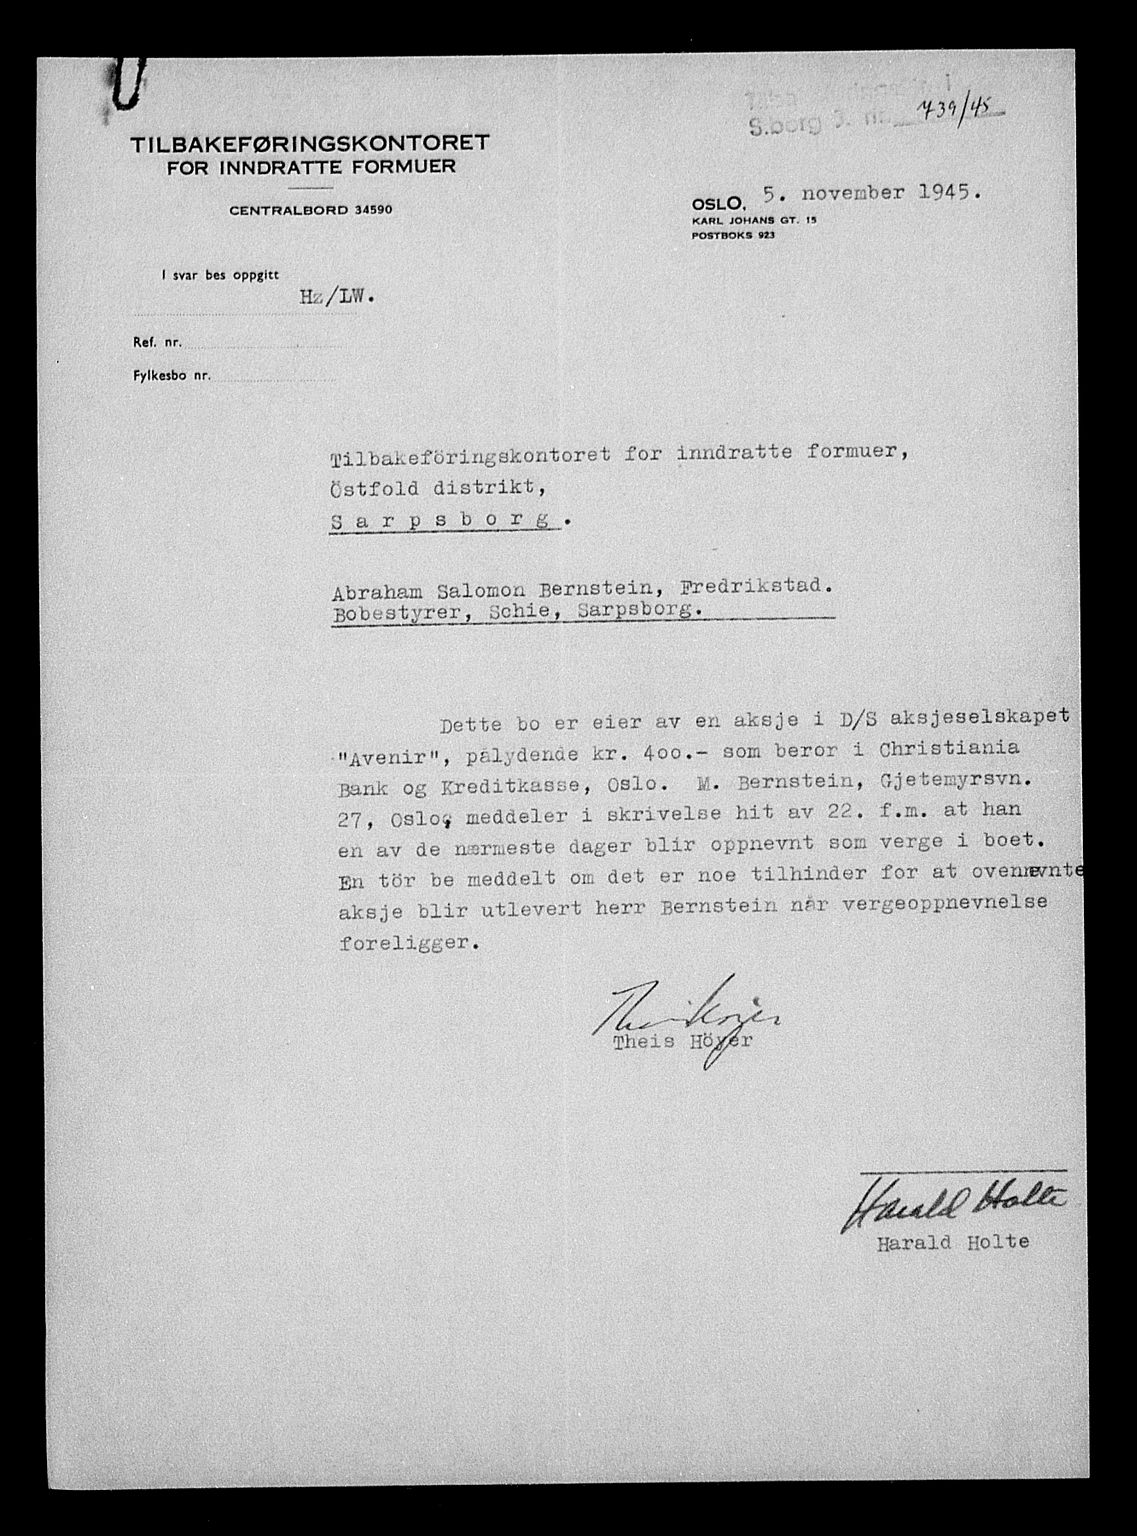 S.borg J. nr. 739/45
TILBAKEFØRINGSKONTORET
FOR INNDRATTE FORMUER
CENTRALBORD 34590
OSLO, 5. november 1945.
KARL JOHANS GT. 15
POSTBOKS 923
I svar bes oppgitt
Hz/LW.
Ref. nr.
Fylkesbo nr.
Tilbakeföringskontoret for inndratte formuer,
Östfold distrikt,
S a r p s b o r g .
Abraham Salomon Bernstein, Fredrikstad.
Bobestyrer, Schie, Sarpsborg.
Dette bo er eier av en aksje i D/S aksjeselskapet
"Avenir", pålydende kr. 400.- som beror i Christiania
Bank og Kreditkasse, Oslo. M. Bernstein, Gjetemyrsvn.
27, Oslo, meddeler i skrivelse hit av 22. f.m. at han
en av de nærmeste dager blir oppnevnt som verge i boet.
En tör be meddelt om det er noe tilhinder for at ovennevnte
aksje blir utlevert herr Bernstein når vergeoppnevnelse
foreligger.
Theis Höyer
Harald Holte
Harald Holte